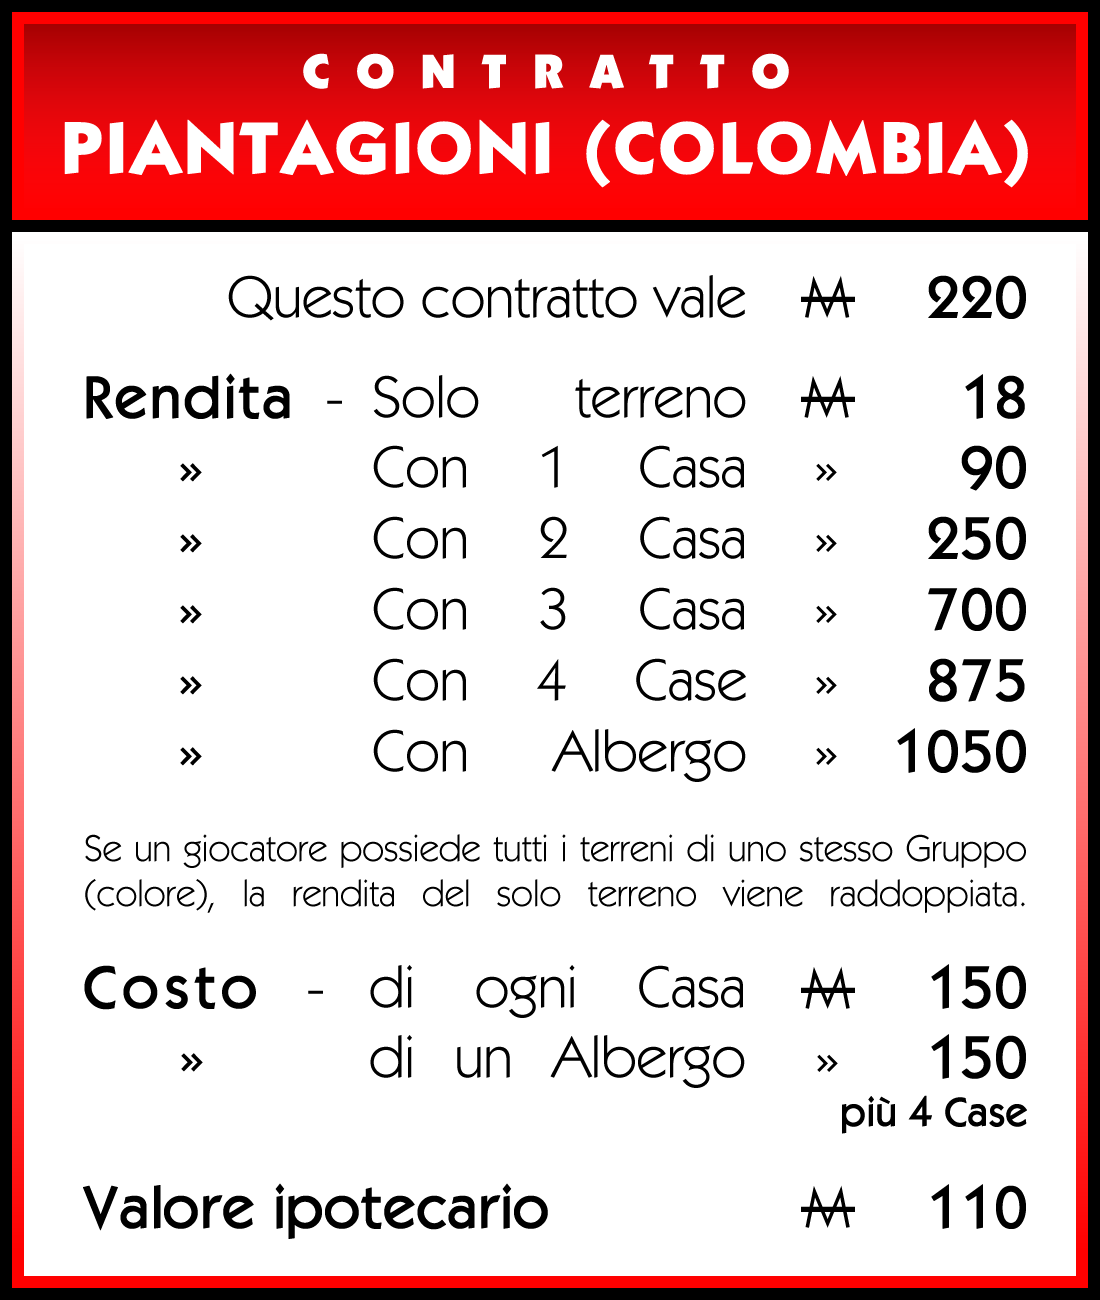 CONTRATTO
PIANTAGIONI (COLOMBIA)
Questo contratto vale M 220
Rendita - Solo terreno M 18
» Con 1 Casa » 90
» Con 2 Casa » 250
» Con 3 Casa » 700
» Con 4 Case » 875
» Con Albergo » 1050
Se un giocatore possiede tutti i terreni di uno stesso Gruppo
(colore), la rendita del solo terreno viene raddoppiata.
Costo - di ogni Casa M 150
» di un Albergo » 150
più 4 Case
Valore ipotecario M 110